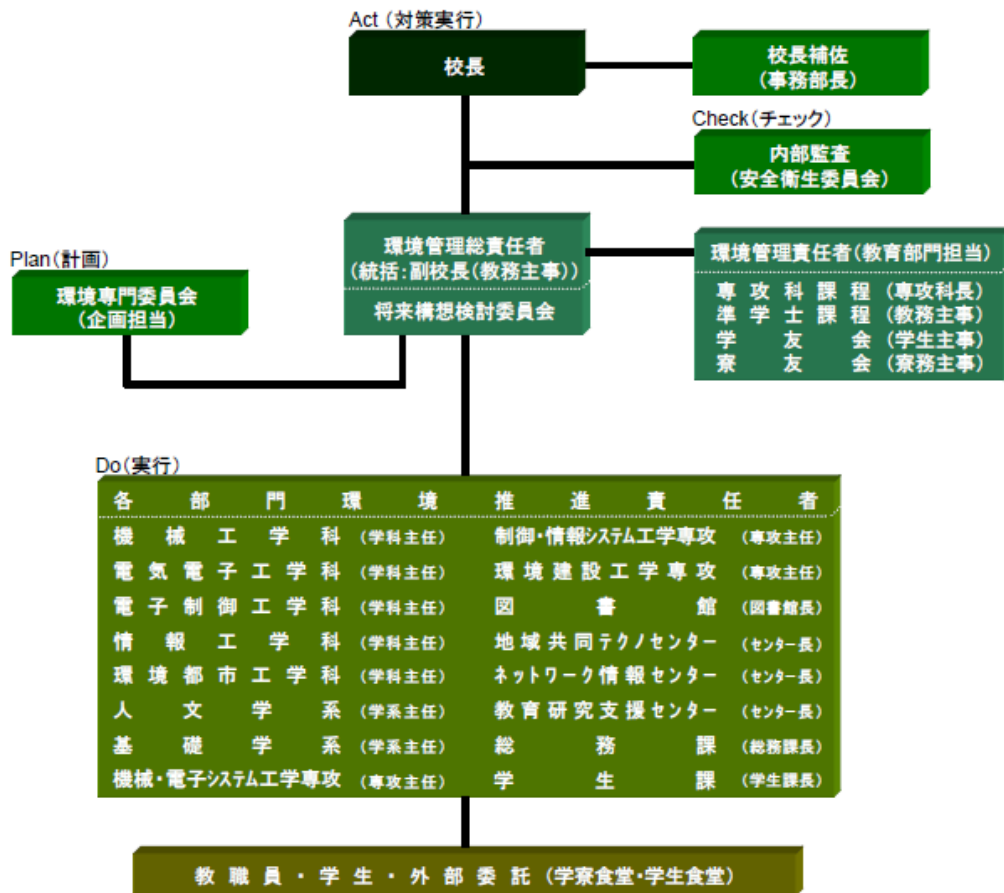 Act (対策実行)
校長
校長補佐
(事務部長)
Check(チェック)
内部監査
(安全衛生委員会)
環境管理総責任者
(統括:副校長(教務主事))
将来構想検討委員会
環境管理責任者(教育部門担当)
専攻科課程 (専攻科長)
準学士課程 (教務主事)
学友会 (学生主事)
寮友会 (寮務主事)
Plan(計画)
環境専門委員会
(企画担当)
Do(実行)
各部門環境推進責任者
機械工学科 (学科主任) 制御・情報システム工学専攻 (専攻主任)
電気電子工学科 (学科主任) 環境建設工学専攻 (専攻主任)
電子制御工学科 (学科主任) 図書館 (図書館長)
情報工学科 (学科主任) 地域共同テクノセンター (センター長)
環境都市工学科 (学科主任) ネットワーク情報センター (センター長)
人文学系 (学系主任) 教育研究支援センター (センター長)
基礎学系 (学系主任) 総務課 (総務課長)
機械・電子システム工学専攻 (専攻主任) 学生課 (学生課長)
教職員・学生・外部委託(学寮食堂・学生食堂)